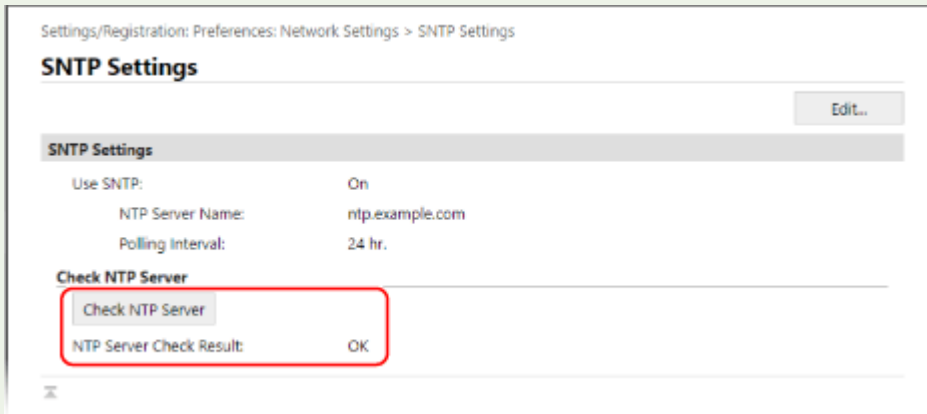 Settings/Registration: Preferences: Network Settings > SNTP Settings
SNTP Settings
Edit...
SNTP Settings
Use SNTP: On
NTP Server Name: ntp.example.com
Polling Interval: 24 hr.
Check NTP Server
Check NTP Server
NTP Server Check Result: OK